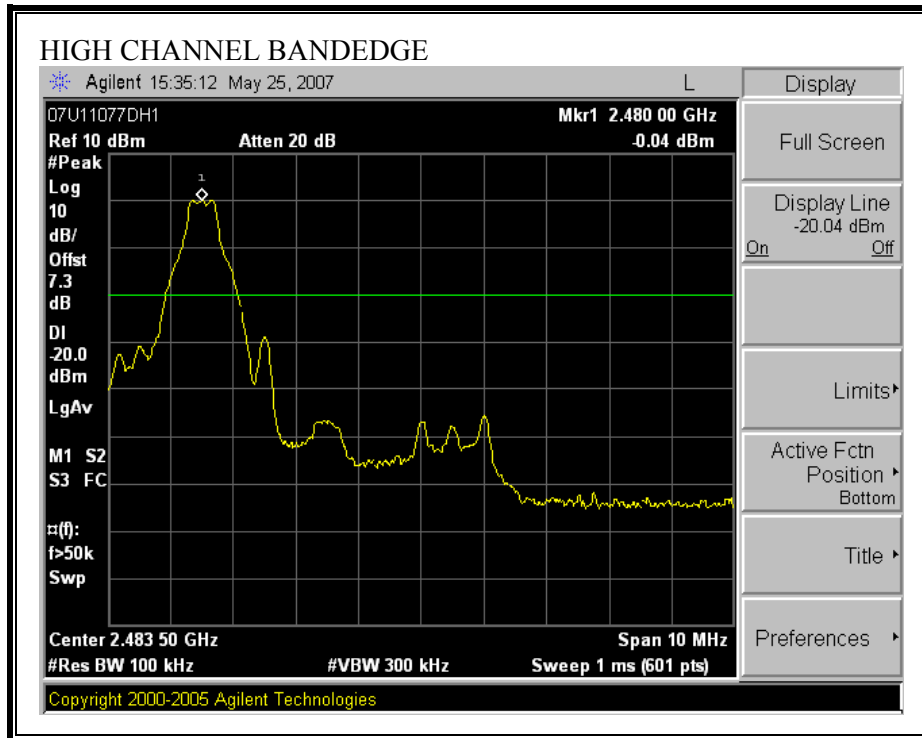 HIGH CHANNEL BANDEDGE
Agilent 15:35:12 May 25, 2007 L
Display
07U11077DH1
Mkr1 2.480 00 GHz
Ref 10 dBm Atten 20 dB -0.04 dBm
#Peak
Log
10
dB/
Offst
7.3
dB
DI
-20.0
dBm
LgAv
M1 S2
S3 FC
¤(f):
f>50k
Swp
1
Center 2.483 50 GHz Span 10 MHz
#Res BW 100 kHz #VBW 300 kHz Sweep 1 ms (601 pts)
Copyright 2000-2005 Agilent Technologies
Full Screen
Display Line
-20.04 dBm
On Off
Limits
Active Fctn
Position
Bottom
Title
Preferences